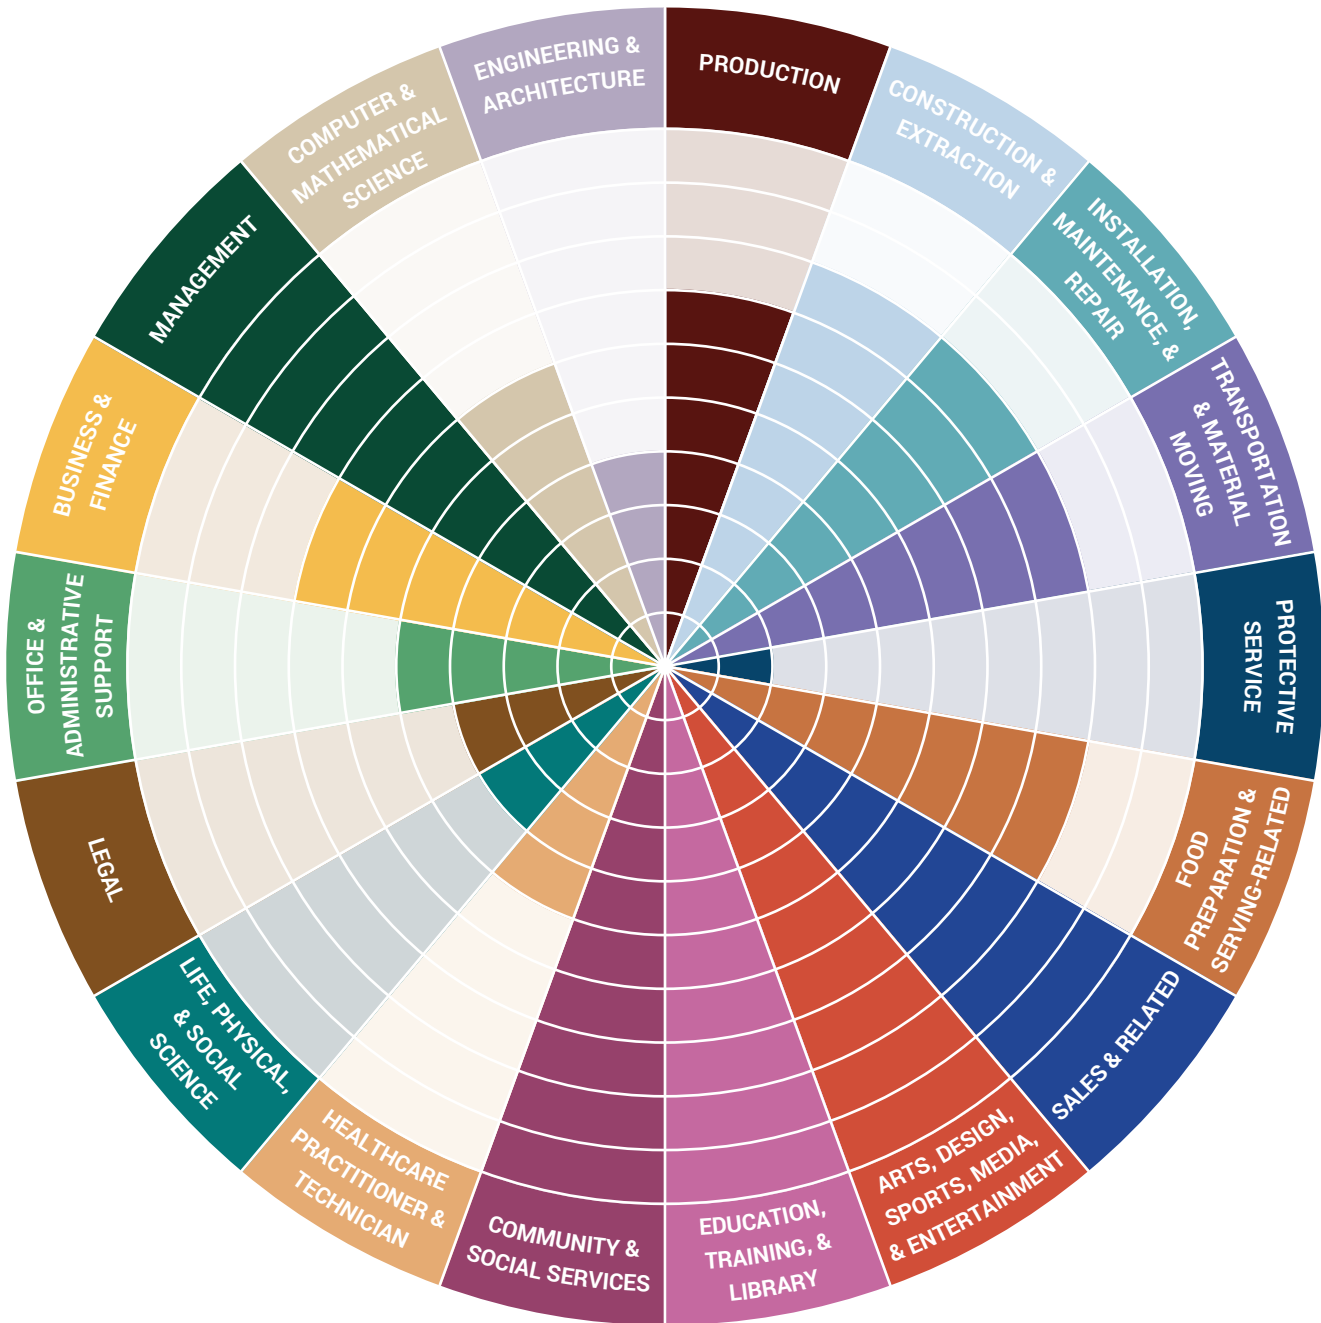 PRODUCTION
CONSTRUCTION &
EXTRACTION
INSTALLATION,
MAINTENANCE, &
REPAIR
TRANSPORTATION
& MATERIAL
MOVING
PROTECTIVE
SERVICE
FOOD
PREPARATION &
SERVING-RELATED
SALES & RELATED
ARTS, DESIGN,
SPORTS, MEDIA,
& ENTERTAINMENT
EDUCATION,
TRAINING, &
LIBRARY
COMMUNITY &
SOCIAL SERVICES
HEALTHCARE
PRACTITIONER &
TECHNICIAN
LIFE, PHYSICAL,
& SOCIAL
SCIENCE
LEGAL
OFFICE &
ADMINISTRATIVE
SUPPORT
BUSINESS &
FINANCE
MANAGEMENT
COMPUTER &
MATHEMATICAL
SCIENCE
ENGINEERING &
ARCHITECTURE